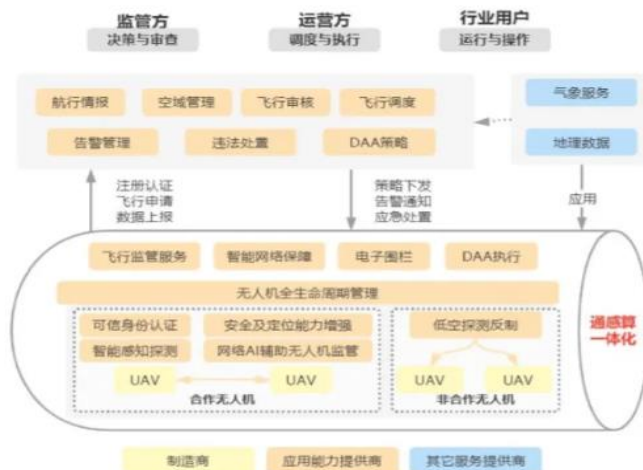 监管方 运营方 行业用户
决策与审查 调度与执行 运行与操作
航行情报 空域管理 飞行审核 飞行调度
气象服务
告警管理 违法处置 DAA策略
地理数据
注册认证
飞行申请
数据上报
策略下发
告警通知
应急处置
应用
飞行监管服务 智能网络保障 电子围栏 DAA执行
无人机全生命周期管理
可信身份认证 安全及定位能力增强
低空探测反制
智能感知探测 网络AI辅助无人机监管
UAV UAV
UAV UAV
合作无人机
非合作无人机
通感算
一体化
制造商 应用能力提供商 其它服务提供商